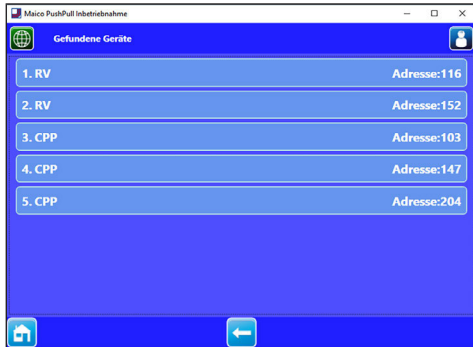 Maico PushPull Inbetriebnahme
Gefundene Geräte
1. RV Adresse:116
2. RV Adresse:152
3. CPP Adresse:103
4. CPP Adresse:147
5. CPP Adresse:204